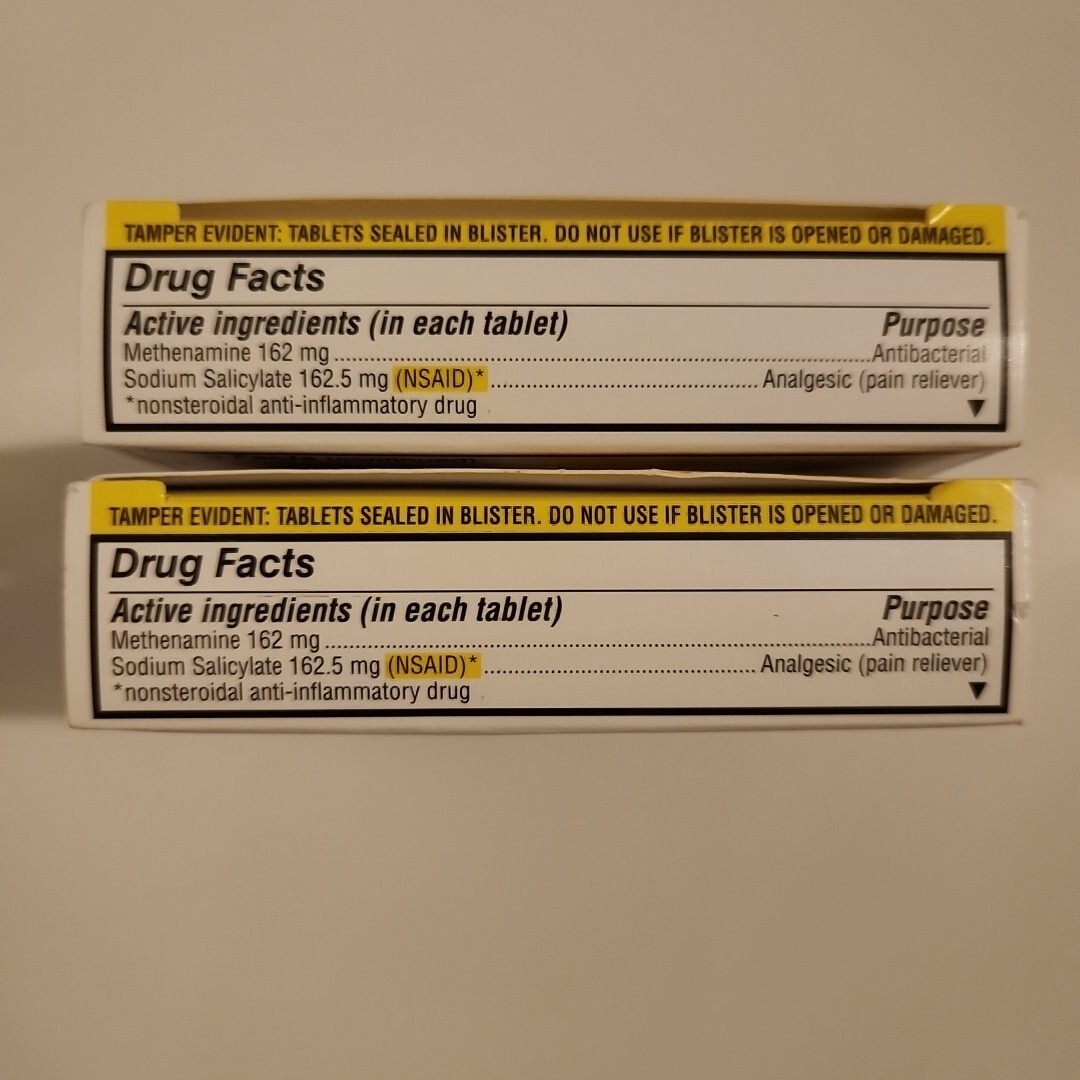 TAMPER EVIDENT: TABLETS SEALED IN BLISTER. DO NOT USE IF BLISTER IS OPENED OR DAMAGED.
Drug Facts
Active ingredients (in each tablet) Purpose
Methenamine 162 mg..........Antibacterial
Sodium Salicylate 162.5 mg (NSAID)*..........Analgesic (pain reliever)
*nonsteroidal anti-inflammatory drug ▼
TAMPER EVIDENT: TABLETS SEALED IN BLISTER. DO NOT USE IF BLISTER IS OPENED OR DAMAGED.
Drug Facts
Active ingredients (in each tablet) Purpose
Methenamine 162 mg..........Antibacterial
Sodium Salicylate 162.5 mg (NSAID)*..........Analgesic (pain reliever)
*nonsteroidal anti-inflammatory drug ▼